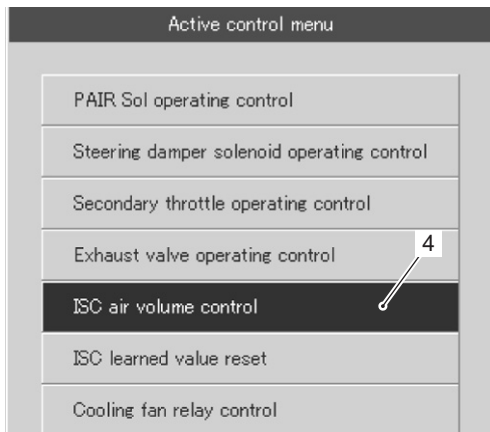 Active control menu
PAIR Sol operating control
Steering damper solenoid operating control
Secondary throttle operating control
Exhaust valve operating control
4
ISC air volume control
ISC learned value reset
Cooling fan relay control